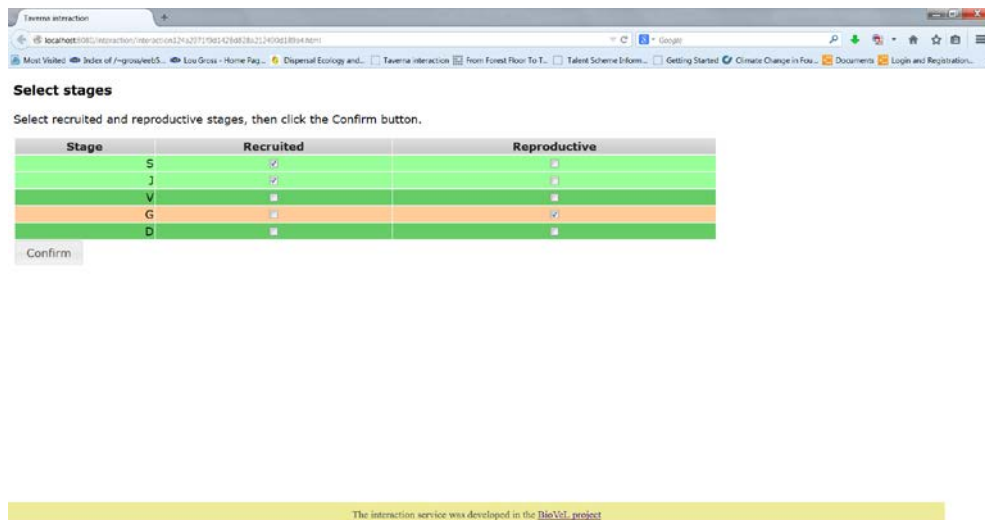 Taverna interaction
Google
Most Visited Index of /~gross/eeb5... Lou Gross - Home Pag... Dispersal Ecology and... Taverna interaction From Forest Floor To T... Talent Scheme Inform... Getting Started Climate Change in Fou... Documents Login and Registration...
Select stages
Select recruited and reproductive stages, then click the Confirm button.
Stage Recruited Reproductive
S
J
V
G
D
Confirm
The interaction service was developed in the BioVeL project